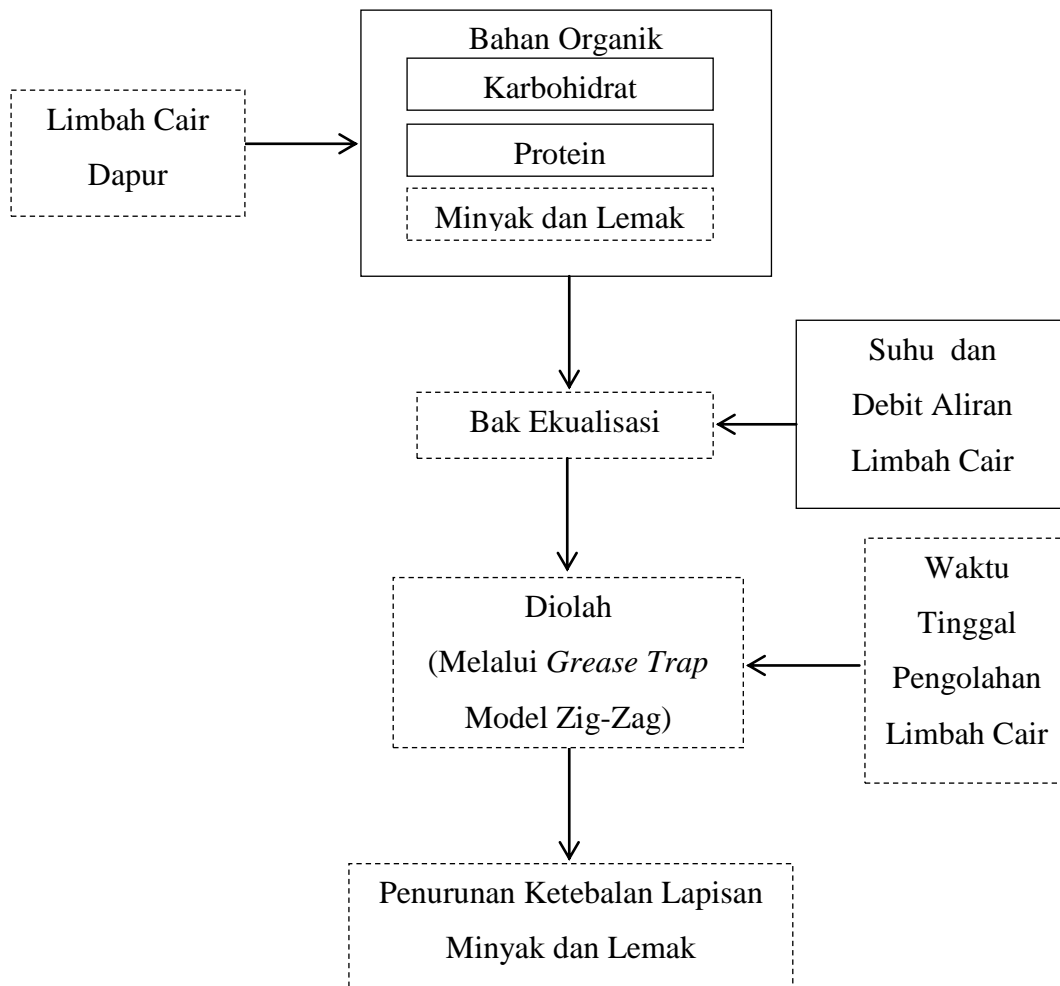 Bahan Organik
Karbohidrat
Protein
Minyak dan Lemak
Limbah Cair
Dapur
Bak Ekualisasi
Suhu dan
Debit Aliran
Limbah Cair
Diolah
(Melalui Grease Trap
Model Zig-Zag)
Waktu
Tinggal
Pengolahan
Limbah Cair
Penurunan Ketebalan Lapisan
Minyak dan Lemak